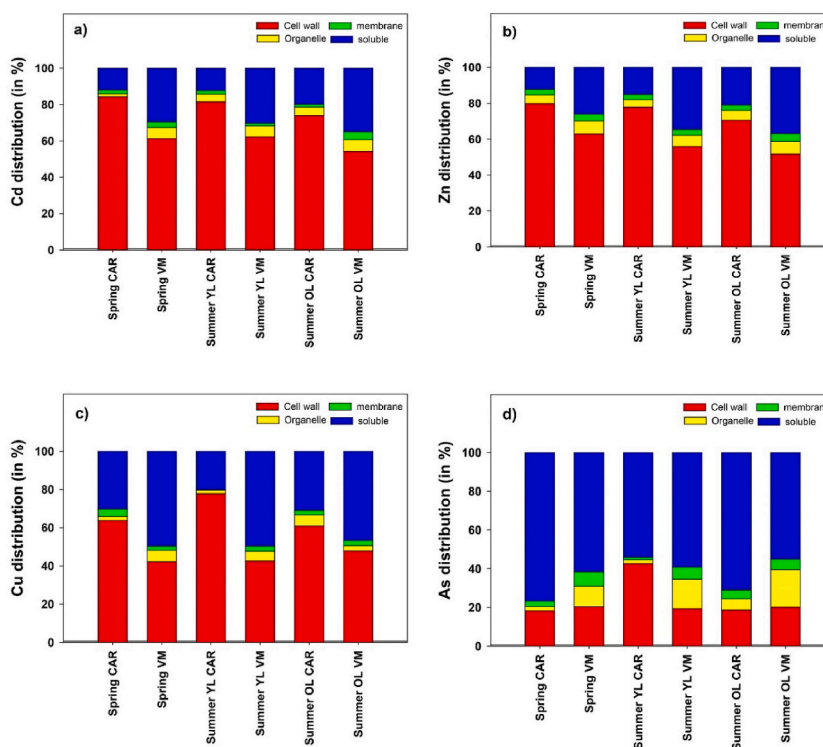 a)
Cell wall
membrane
Organelle
soluble
Cd distribution (in %)
100
80
60
40
20
0
Spring CAR
Spring VM
Summer YL CAR
Summer YL VM
Summer OL CAR
Summer OL VM
b)
Cell wall
membrane
Organelle
soluble
Zn distribution (in %)
100
80
60
40
20
0
Spring CAR
Spring VM
Summer YL CAR
Summer YL VM
Summer OL CAR
Summer OL VM
c)
Cell wall
membrane
Organelle
soluble
Cu distribution (in %)
100
80
60
40
20
0
Spring CAR
Spring VM
Summer YL CAR
Summer YL VM
Summer OL CAR
Summer OL VM
d)
Cell wall
membrane
Organelle
soluble
As distribution (in %)
100
80
60
40
20
0
Spring CAR
Spring VM
Summer YL CAR
Summer YL VM
Summer OL CAR
Summer OL VM